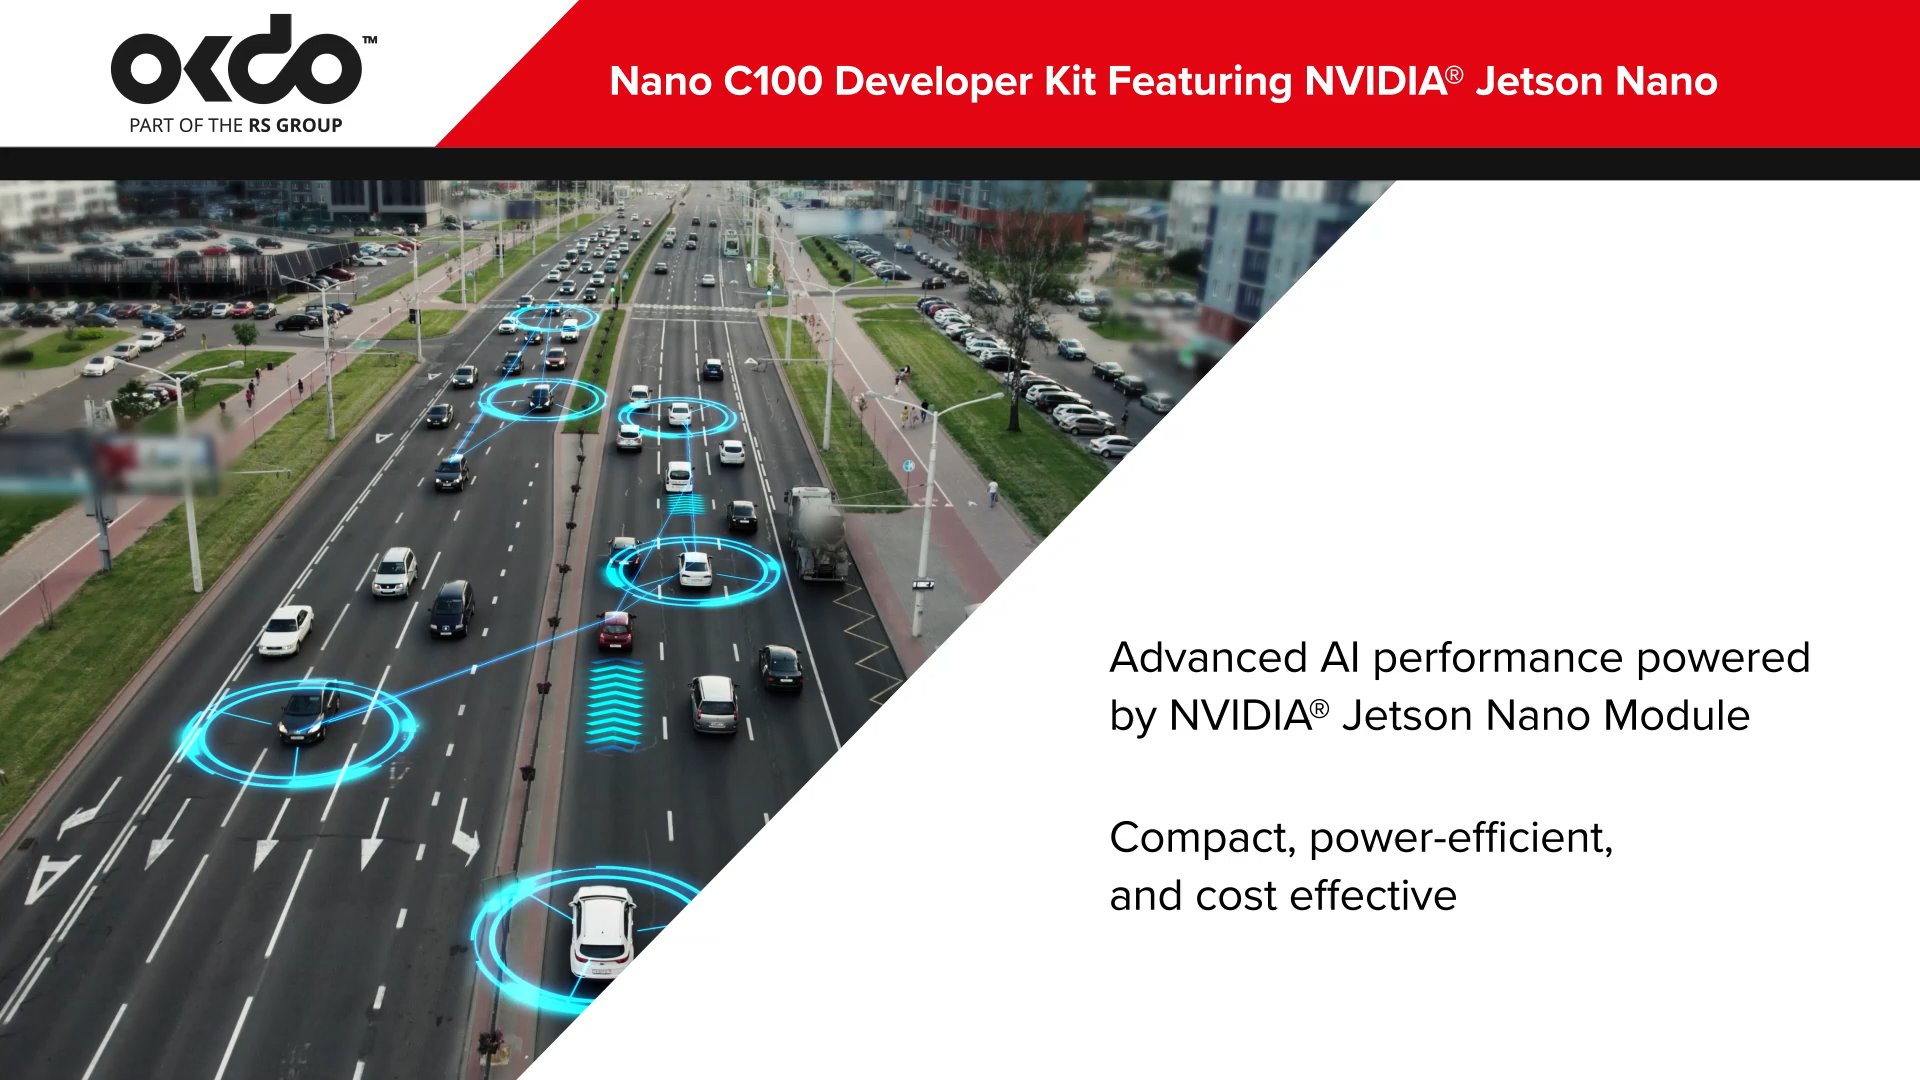 okdo™
PART OF THE RS GROUP
Nano C100 Developer Kit Featuring NVIDIA® Jetson Nano
Advanced AI performance powered
by NVIDIA® Jetson Nano Module
Compact, power-efficient,
and cost effective